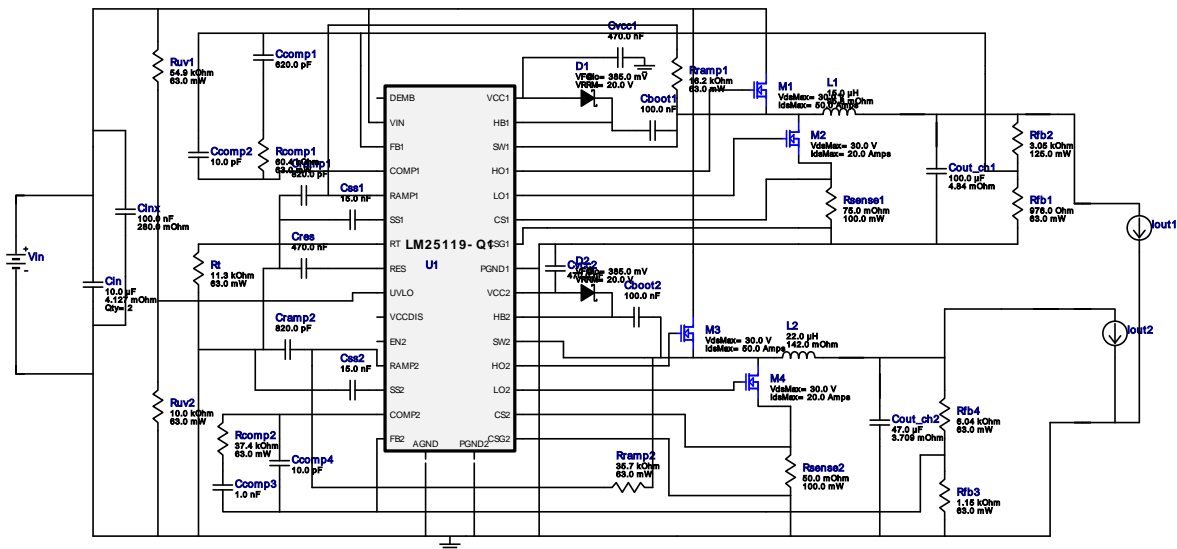 Cvcc1
470.0 nF
Ruv1
54.9 kOhm
63.0 mW
Ccomp1
620.0 pF
D1
VRRM= 20.0 V
Rramp1
16.2 kOhm
63.0 mW
M1
VdsMax= 30.0 V
IdsMax= 50.0 Amps
L1
15.0 µH
Cboot1
100.0 nF
DEMB
VIN
FB1
COMP1
RAMP1
SS1
RT
RES
UVLO
VCCDIS
EN2
RAMP2
SS2
COMP2
FB2
AGND
VCC1
HB1
SW1
HO1
LO1
CS1
CSG1
PGND1
VCC2
HB2
SW2
HO2
LO2
CS2
CSG2
PGND2
LM25119-Q1
U1
M2
VdsMax= 30.0 V
IdsMax= 20.0 Amps
Rfb2
3.05 kOhm
125.0 mW
Ccomp2
10.0 pF
Rcomp1
63.0 mW
820.0 pF
Css1
15.0 nF
Cout_ch1
100.0 µF
4.84 mOhm
Rsense1
75.0 mOhm
100.0 mW
Rfb1
976.0 Ohm
63.0 mW
Cinx
100.0 nF
280.0 mOhm
Iout1
Cres
470.0 nF
Vin
Rt
11.3 kOhm
63.0 mW
D2
VRRM= 20.0 V
Cin
10.0 µF
4.127 mOhm
Qty= 2
Cboot2
100.0 nF
Cramp2
820.0 pF
M3
VdsMax= 30.0 V
IdsMax= 50.0 Amps
L2
22.0 µH
142.0 mOhm
Iout2
Css2
15.0 nF
M4
VdsMax= 30.0 V
IdsMax= 20.0 Amps
Ruv2
10.0 kOhm
63.0 mW
Rcomp2
37.4 kOhm
63.0 mW
Cout_ch2
47.0 µF
3.709 mOhm
Rfb4
6.04 kOhm
63.0 mW
Ccomp4
10.0 pF
Ccomp3
1.0 nF
Rramp2
35.7 kOhm
63.0 mW
Rsense2
50.0 mOhm
100.0 mW
Rfb3
1.15 kOhm
63.0 mW